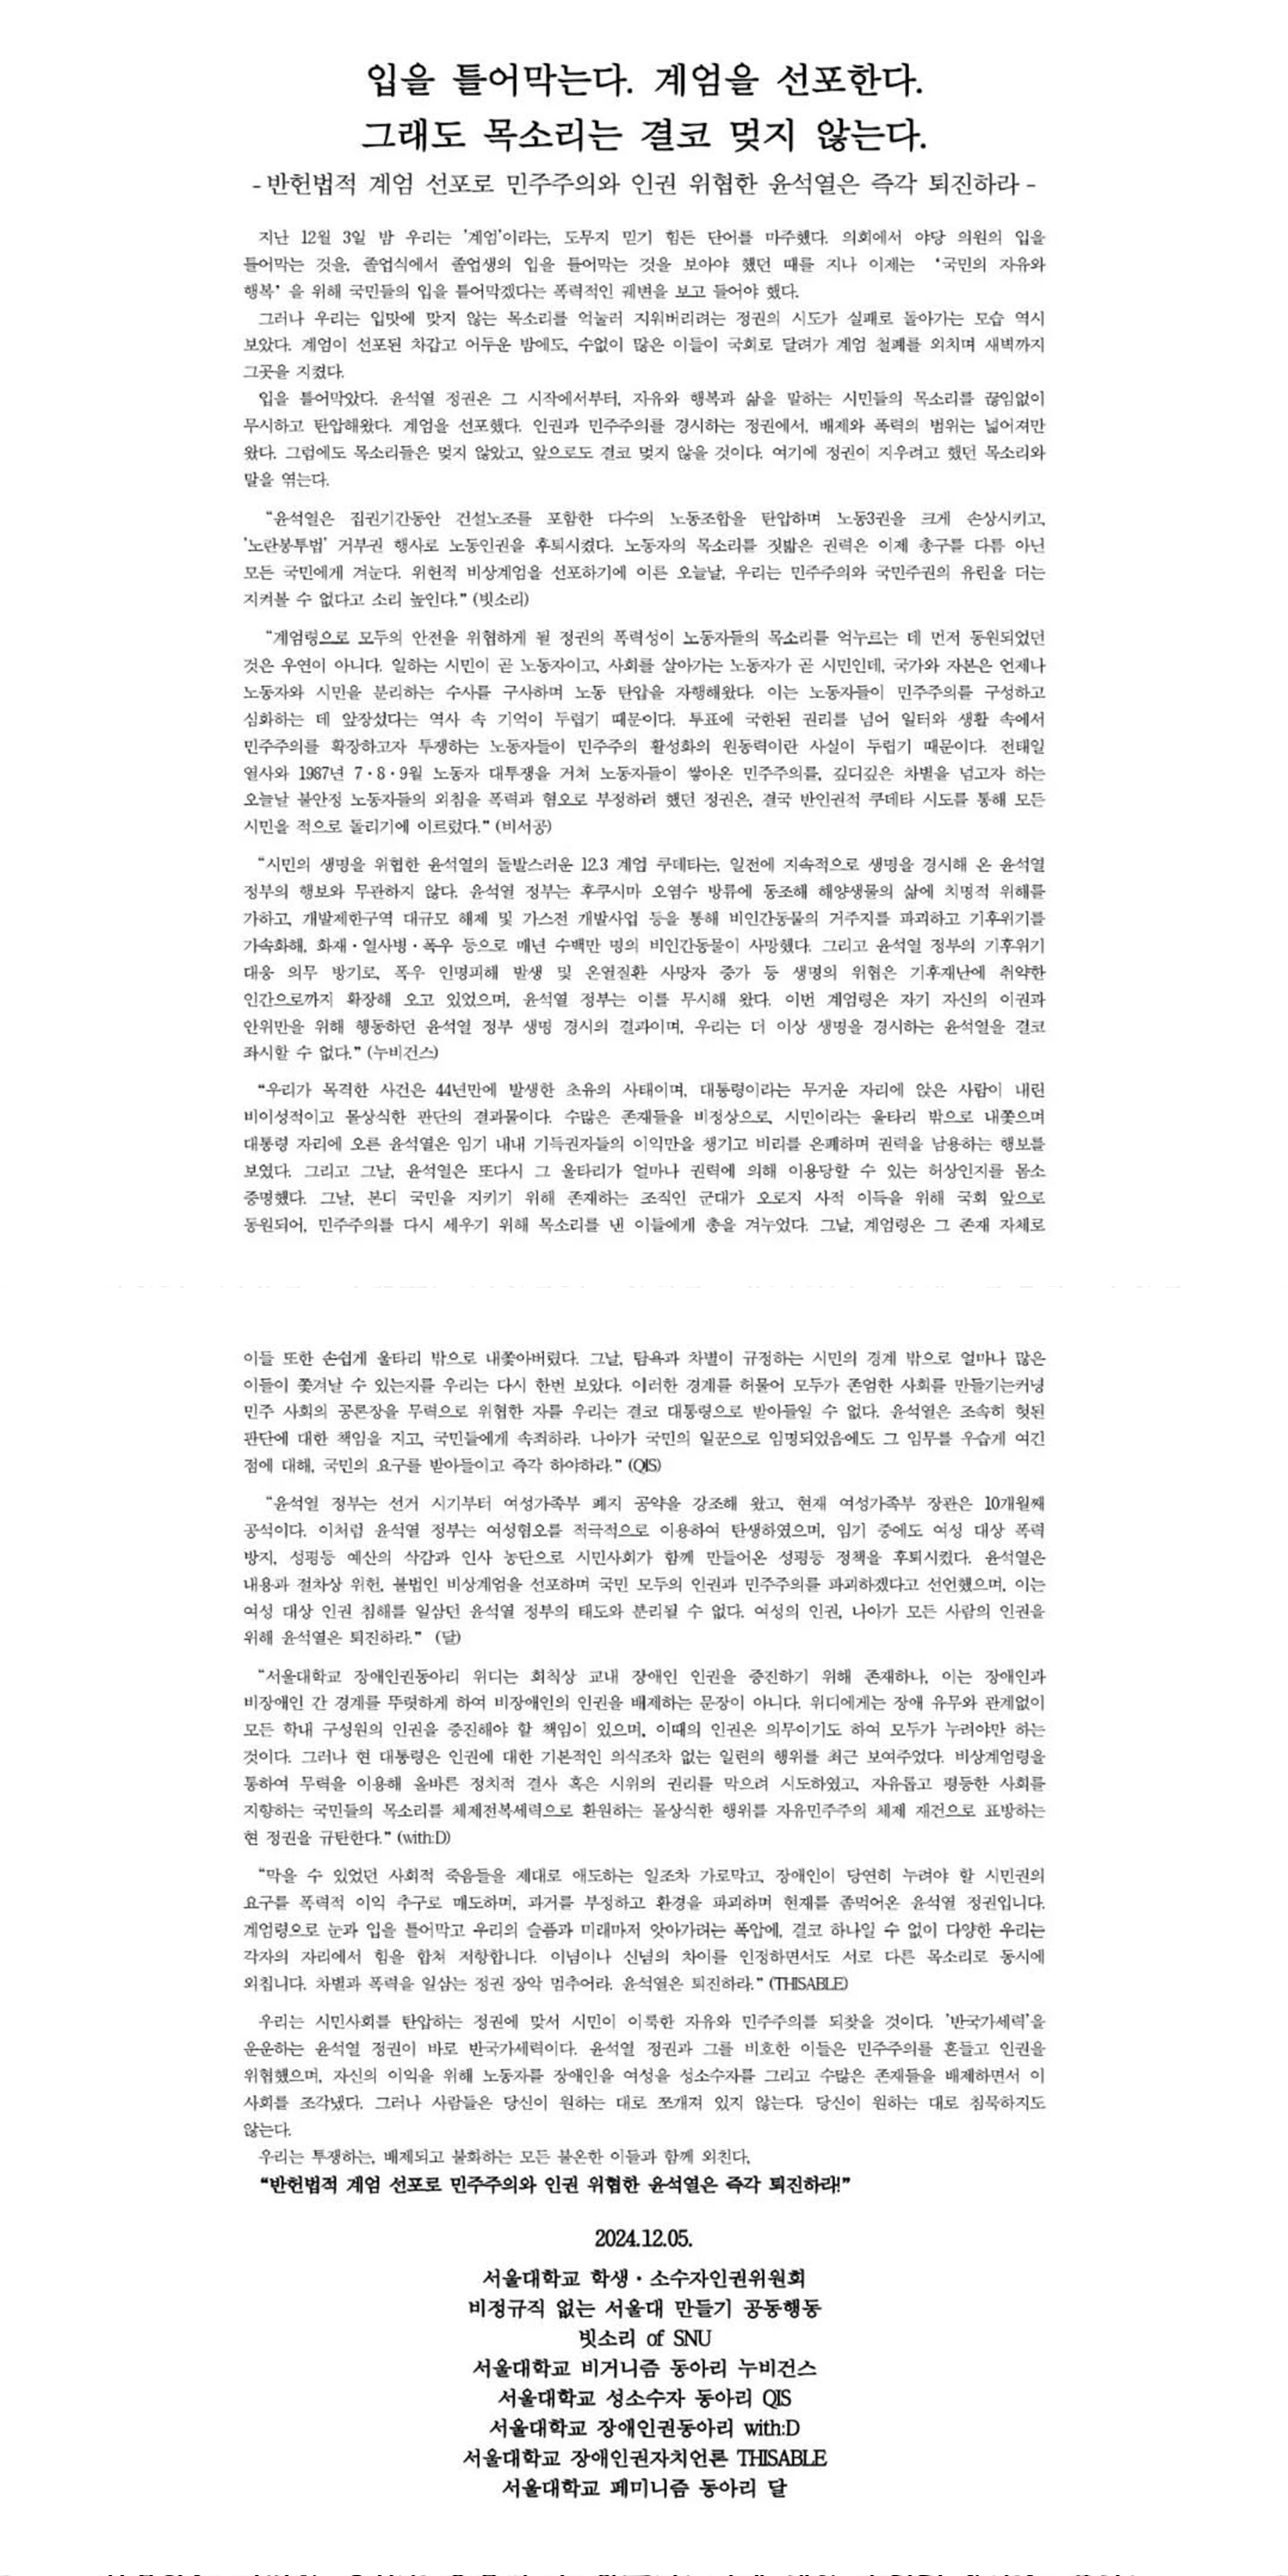 입을 틀어막는다. 계엄을 선포한다.
그래도 목소리는 결코 멎지 않는다.
- 반헌법적 계엄 선포로 민주주의와 인권 위협한 윤석열은 즉각 퇴진하라 -
지난 12월 3일 밤 우리는 '계엄'이라는, 도무지 믿기 힘든 단어를 마주했다. 의회에서 야당 의원의 입을
틀어막는 것을, 졸업식에서 졸업생의 입을 틀어막는 것을 보아야 했던 때를 지나 이제는 '국민의 자유와
행복' 을 위해 국민들의 입을 틀어막겠다는 폭력적인 궤변을 보고 들어야 했다.
그러나 우리는 입맛에 맞지 않는 목소리를 억눌러 지워버리려는 정권의 시도가 실패로 돌아가는 모습 역시
보았다. 계엄이 선포된 차갑고 어두운 밤에도, 수없이 많은 이들이 국회로 달려가 계엄 철폐를 외치며 새벽까지
그곳을 지켰다.
입을 틀어막았다. 윤석열 정권은 그 시작에서부터, 자유와 행복과 삶을 말하는 시민들의 목소리를 끊임없이
무시하고 탄압해왔다. 계엄을 선포했다. 인권과 민주주의를 경시하는 정권에서, 배제와 폭력의 범위는 넓어져만
왔다. 그럼에도 목소리들은 멎지 않았고, 앞으로도 결코 멎지 않을 것이다. 여기에 정권이 지우려고 했던 목소리와
말을 엮는다.
"윤석열은 집권기간동안 건설노조를 포함한 다수의 노동조합을 탄압하며 노동3권을 크게 손상시키고,
'노란봉투법' 거부권 행사로 노동인권을 후퇴시켰다. 노동자의 목소리를 짓밟은 권력은 이제 총구를 다름 아닌
모든 국민에게 겨눈다. 위헌적 비상계엄을 선포하기에 이른 오늘날, 우리는 민주주의와 국민주권의 유린을 더는
지켜볼 수 없다고 소리 높인다." (빗소리)
"계엄령으로 모두의 안전을 위협하게 될 정권의 폭력성이 노동자들의 목소리를 억누르는 데 먼저 동원되었던
것은 우연이 아니다. 일하는 시민이 곧 노동자이고, 사회를 살아가는 노동자가 곧 시민인데, 국가와 자본은 언제나
노동자와 시민을 분리하는 수사를 구사하며 노동 탄압을 자행해왔다. 이는 노동자들이 민주주의를 구성하고
심화하는 데 앞장섰다는 역사 속 기억이 두렵기 때문이다. 투표에 국한된 권리를 넘어 일터와 생활 속에서
민주주의를 확장하고자 투쟁하는 노동자들이 민주주의 활성화의 원동력이란 사실이 두렵기 때문이다. 전태일
열사와 1987년 7·8·9월 노동자 대투쟁을 거쳐 노동자들이 쌓아온 민주주의를, 깊디깊은 차별을 넘고자 하는
오늘날 불안정 노동자들의 외침을 폭력과 혐오로 부정하려 했던 정권은, 결국 반인권적 쿠데타 시도를 통해 모든
시민을 적으로 돌리기에 이르렀다." (비서공)
"시민의 생명을 위협한 윤석열의 돌발스러운 12.3 계엄 쿠데타는, 일전에 지속적으로 생명을 경시해 온 윤석열
정부의 행보와 무관하지 않다. 윤석열 정부는 후쿠시마 오염수 방류에 동조해 해양생물의 삶에 치명적 위해를
가하고, 개발제한구역 대규모 해제 및 가스전 개발사업 등을 통해 비인간동물의 거주지를 파괴하고 기후위기를
가속화해, 화재·열사병·폭우 등으로 매년 수백만 명의 비인간동물이 사망했다. 그리고 윤석열 정부의 기후위기
대응 의무 방기로, 폭우 인명피해 발생 및 온열질환 사망자 증가 등 생명의 위협은 기후재난에 취약한
인간으로까지 확장해 오고 있었으며, 윤석열 정부는 이를 무시해 왔다. 이번 계엄령은 자기 자신의 이권과
안위만을 위해 행동하던 윤석열 정부 생명 경시의 결과이며, 우리는 더 이상 생명을 경시하는 윤석열을 결코
좌시할 수 없다." (누비건스)
"우리가 목격한 사건은 44년만에 발생한 초유의 사태이며, 대통령이라는 무거운 자리에 앉은 사람이 내린
비이성적이고 몰상식한 판단의 결과물이다. 수많은 존재들을 비정상으로, 시민이라는 울타리 밖으로 내쫓으며
대통령 자리에 오른 윤석열은 임기 내내 기득권자들의 이익만을 챙기고 비리를 은폐하며 권력을 남용하는 행보를
보였다. 그리고 그날, 윤석열은 또다시 그 울타리가 얼마나 권력에 의해 이용당할 수 있는 허상인지를 몸소
증명했다. 그날, 본디 국민을 지키기 위해 존재하는 조직인 군대가 오로지 사적 이득을 위해 국회 앞으로
동원되어, 민주주의를 다시 세우기 위해 목소리를 낸 이들에게 총을 겨누었다. 그날, 계엄령은 그 존재 자체로
이들 또한 손쉽게 울타리 밖으로 내쫓아버렸다. 그날, 탐욕과 차별이 규정하는 시민의 경계 밖으로 얼마나 많은
이들이 쫓겨날 수 있는지를 우리는 다시 한번 보았다. 이러한 경계를 허물어 모두가 존엄한 사회를 만들기는커녕
민주 사회의 공론장을 무력으로 위협한 자를 우리는 결코 대통령으로 받아들일 수 없다. 윤석열은 조속히 헛된
판단에 대한 책임을 지고, 국민들에게 속죄하라. 나아가 국민의 일꾼으로 임명되었음에도 그 임무를 우습게 여긴
점에 대해, 국민의 요구를 받아들이고 즉각 하야하라." (QIS)
"윤석열 정부는 선거 시기부터 여성가족부 폐지 공약을 강조해 왔고, 현재 여성가족부 장관은 10개월째
공석이다. 이처럼 윤석열 정부는 여성혐오를 적극적으로 이용하여 탄생하였으며, 임기 중에도 여성 대상 폭력
방지, 성평등 예산의 삭감과 인사 농단으로 시민사회가 함께 만들어온 성평등 정책을 후퇴시켰다. 윤석열은
내용과 절차상 위헌, 불법인 비상계엄을 선포하며 국민 모두의 인권과 민주주의를 파괴하겠다고 선언했으며, 이는
여성 대상 인권 침해를 일삼던 윤석열 정부의 태도와 분리될 수 없다. 여성의 인권, 나아가 모든 사람의 인권을
위해 윤석열은 퇴진하라." (달)
"서울대학교 장애인권동아리 위디는 회칙상 교내 장애인 인권을 증진하기 위해 존재하나, 이는 장애인과
비장애인 간 경계를 뚜렷하게 하여 비장애인의 인권을 배제하는 문장이 아니다. 위디에게는 장애 유무와 관계없이
모든 학내 구성원의 인권을 증진해야 할 책임이 있으며, 이때의 인권은 의무이기도 하여 모두가 누려야만 하는
것이다. 그러나 현 대통령은 인권에 대한 기본적인 의식조차 없는 일련의 행위를 최근 보여주었다. 비상계엄령을
통하여 무력을 이용해 올바른 정치적 결사 혹은 시위의 권리를 막으려 시도하였고, 자유롭고 평등한 사회를
지향하는 국민들의 목소리를 체제전복세력으로 환원하는 몰상식한 행위를 자유민주주의 체제 재건으로 표방하는
현 정권을 규탄한다." (with:D)
"막을 수 있었던 사회적 죽음들을 제대로 애도하는 일조차 가로막고, 장애인이 당연히 누려야 할 시민권의
요구를 폭력적 이익 추구로 매도하며, 과거를 부정하고 환경을 파괴하며 현재를 좀먹어온 윤석열 정권입니다.
계엄령으로 눈과 입을 틀어막고 우리의 슬픔과 미래마저 앗아가려는 폭압에, 결코 하나일 수 없이 다양한 우리는
각자의 자리에서 힘을 합쳐 저항합니다. 이념이나 신념의 차이를 인정하면서도 서로 다른 목소리로 동시에
외칩니다. 차별과 폭력을 일삼는 정권 장악 멈추어라. 윤석열은 퇴진하라." (THISABLE)
우리는 시민사회를 탄압하는 정권에 맞서 시민이 이룩한 자유와 민주주의를 되찾을 것이다. '반국가세력'을
운운하는 윤석열 정권이 바로 반국가세력이다. 윤석열 정권과 그를 비호한 이들은 민주주의를 흔들고 인권을
위협했으며, 자신의 이익을 위해 노동자를 장애인을 여성을 성소수자를 그리고 수많은 존재들을 배제하면서 이
사회를 조각냈다. 그러나 사람들은 당신이 원하는 대로 쪼개져 있지 않는다. 당신이 원하는 대로 침묵하지도
않는다.
우리는 투쟁하는, 배제되고 불화하는 모든 불온한 이들과 함께 외친다,
"반헌법적 계엄 선포로 민주주의와 인권 위협한 윤석열은 즉각 퇴진하라!"
2024.12.05.
서울대학교 학생·소수자인권위원회
비정규직 없는 서울대 만들기 공동행동
빗소리 of SNU
서울대학교 비거니즘 동아리 누비건스
서울대학교 성소수자 동아리 QIS
서울대학교 장애인권동아리 with:D
서울대학교 장애인권자치언론 THISABLE
서울대학교 페미니즘 동아리 달